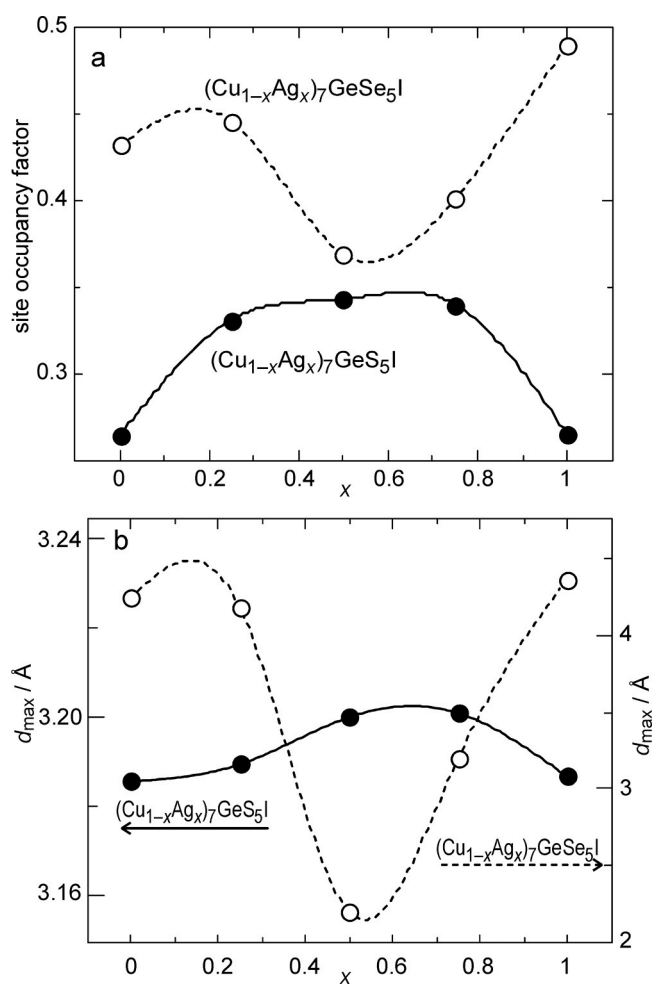 a
0.5
0.4
0.3
site occupancy factor
(Cu1–xAgx)7GeSe5I
(Cu1–xAgx)7GeS5I
0 0.2 0.4 0.6 0.8 1
x
b
3.24
3.20
3.16
dmax / Å
4
3
2
dmax / Å
(Cu1–xAgx)7GeS5I
(Cu1–xAgx)7GeSe5I
0 0.2 0.4 0.6 0.8 1
x